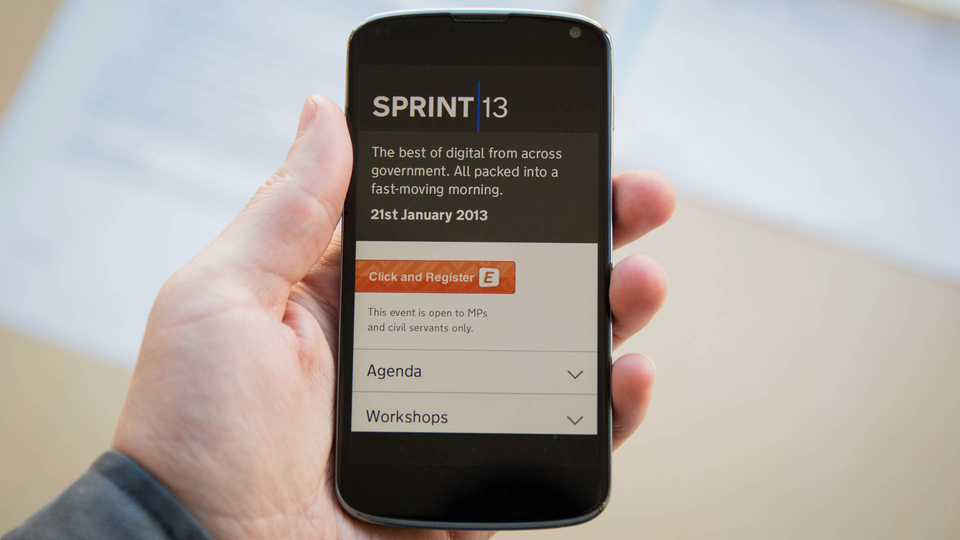 SPRINT 13
The best of digital from across
government. All packed into a
fast-moving morning.
21st January 2013
Click and Register E
This event is open to MPs
and civil servants only.
Agenda
Workshops